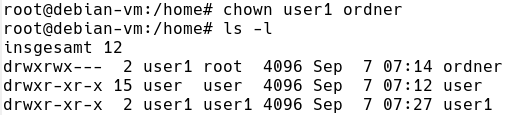 root@debian-vm:/home# chown user1 ordner
root@debian-vm:/home# ls -l
insgesamt 12
drwxrwx---  2 user1 root  4096 Sep  7 07:14 ordner
drwxr-xr-x 15 user  user  4096 Sep  7 07:12 user
drwxr-xr-x  2 user1 user1 4096 Sep  7 07:27 user1